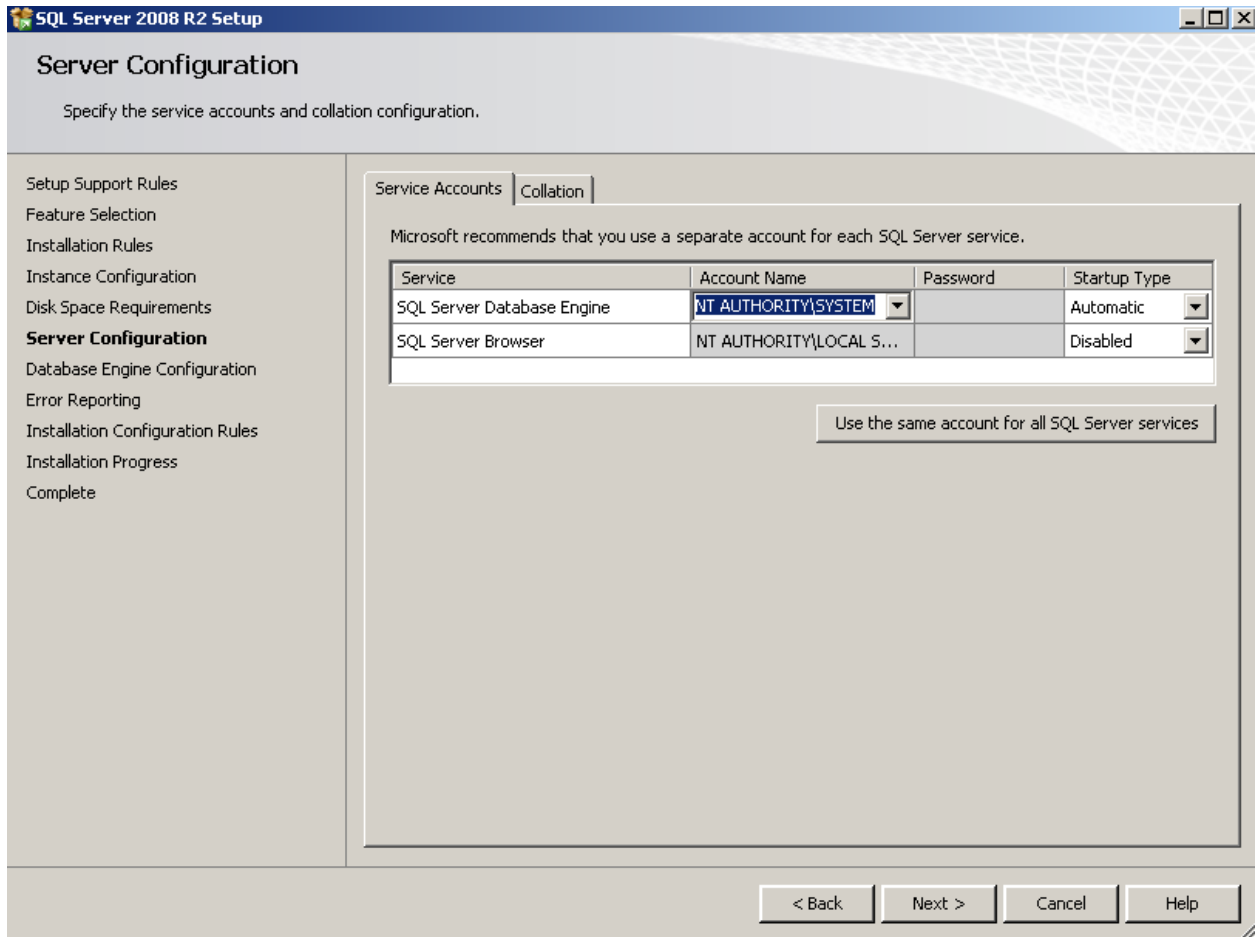 SQL Server 2008 R2 Setup
Server Configuration
Specify the service accounts and collation configuration.
Setup Support Rules
Feature Selection
Installation Rules
Instance Configuration
Disk Space Requirements
Server Configuration
Database Engine Configuration
Error Reporting
Installation Configuration Rules
Installation Progress
Complete
Service Accounts Collation
Microsoft recommends that you use a separate account for each SQL Server service.
Service Account Name Password Startup Type
SQL Server Database Engine NT AUTHORITY\SYSTEM Automatic
SQL Server Browser NT AUTHORITY\LOCAL S... Disabled
Use the same account for all SQL Server services
< Back Next > Cancel Help